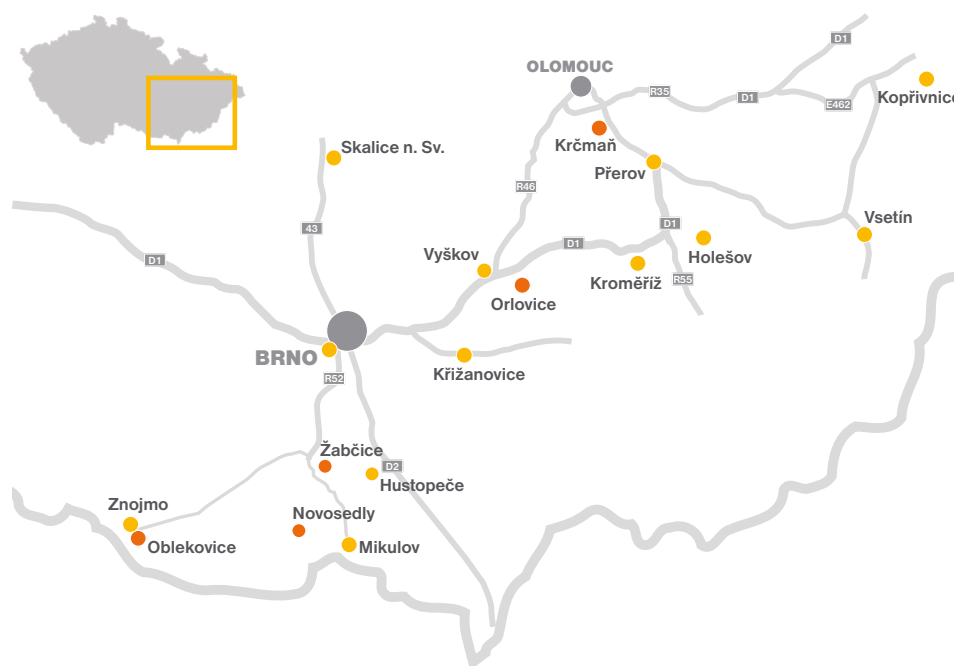 D1
OLOMOUC
R35
D1
E462
Kopřivnice
Krčmaň
Skalice n. Sv.
Přerov
R46
Vsetín
43
D1
D1
Vyškov
Holešov
D1
Kroměříž
R55
Orlovice
BRNO
Křižanovice
R52
Žabčice
D2
Hustopeče
Znojmo
Novosedly
Oblekovice
Mikulov